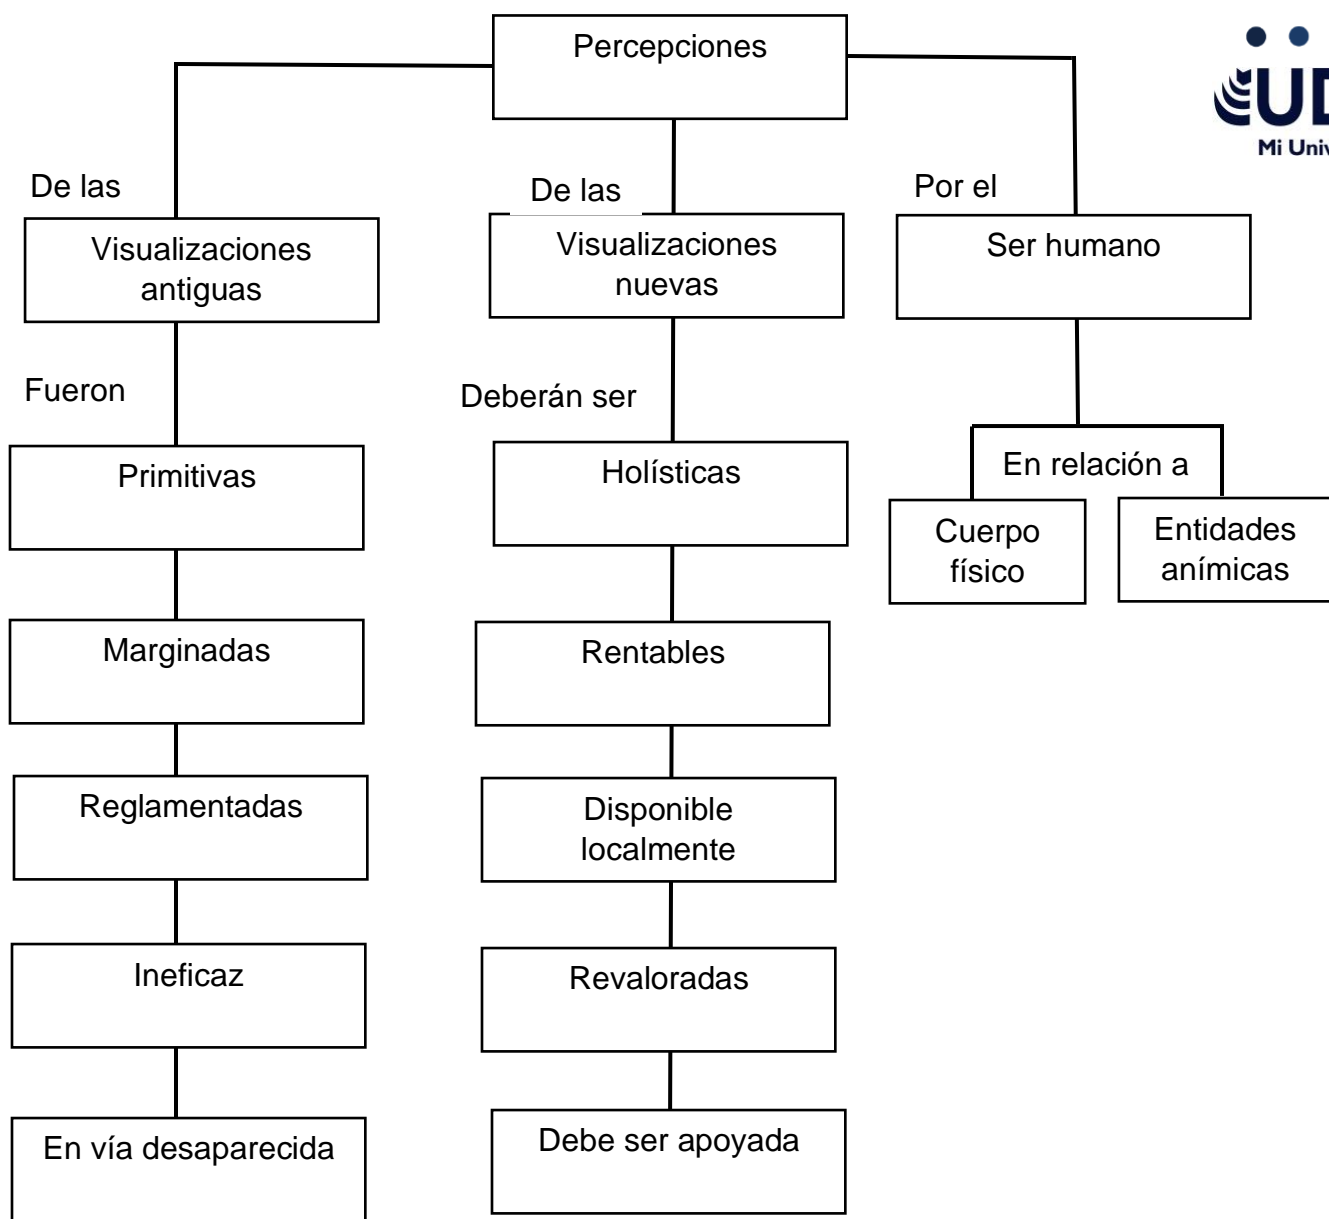 Percepciones
Mi Univ
De las
De las
Por el
Visualizaciones
antiguas
Visualizaciones
nuevas
Ser humano
Fueron
Deberán ser
Primitivas
Holísticas
En relación a
Cuerpo
físico
Entidades
anímicas
Marginadas
Rentables
Reglamentadas
Disponible
localmente
Ineficaz
Revaloradas
En vía desaparecida
Debe ser apoyada